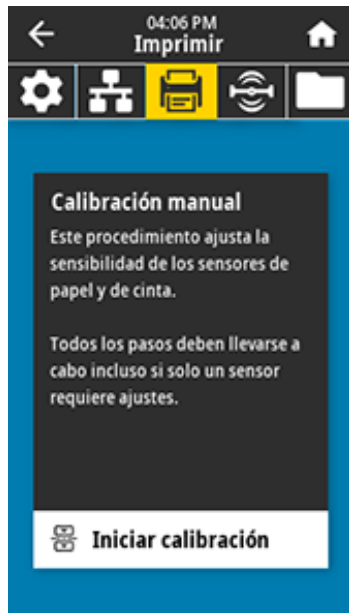 04:06 PM
Imprimir
Calibración manual
Este procedimiento ajusta la
sensibilidad de los sensores de
papel y de cinta.
Todos los pasos deben llevarse a
cabo incluso si solo un sensor
requiere ajustes.
Iniciar calibración